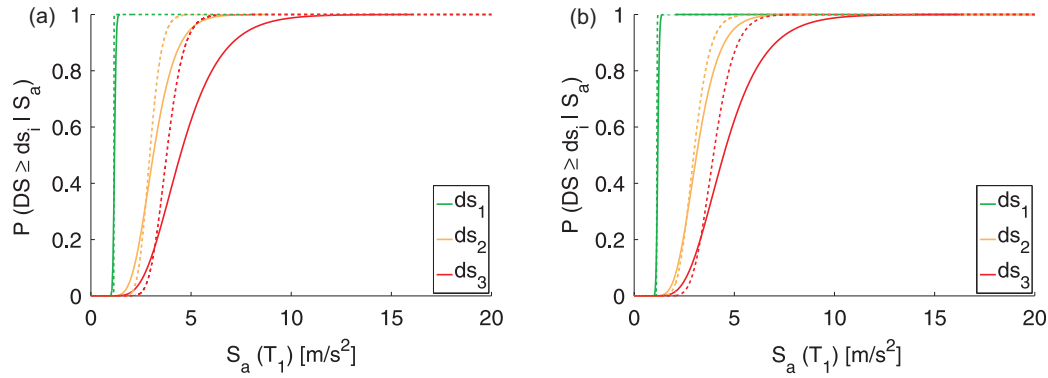 (a)
1
0.8
0.6
0.4
0.2
0
0 5 10 15 20
P (DS ≥ ds_i | S_a)
S_a (T_1) [m/s^2]
ds_1
ds_2
ds_3
(b)
1
0.8
0.6
0.4
0.2
0
0 5 10 15 20
P (DS ≥ ds_i | S_a)
S_a (T_1) [m/s^2]
ds_1
ds_2
ds_3